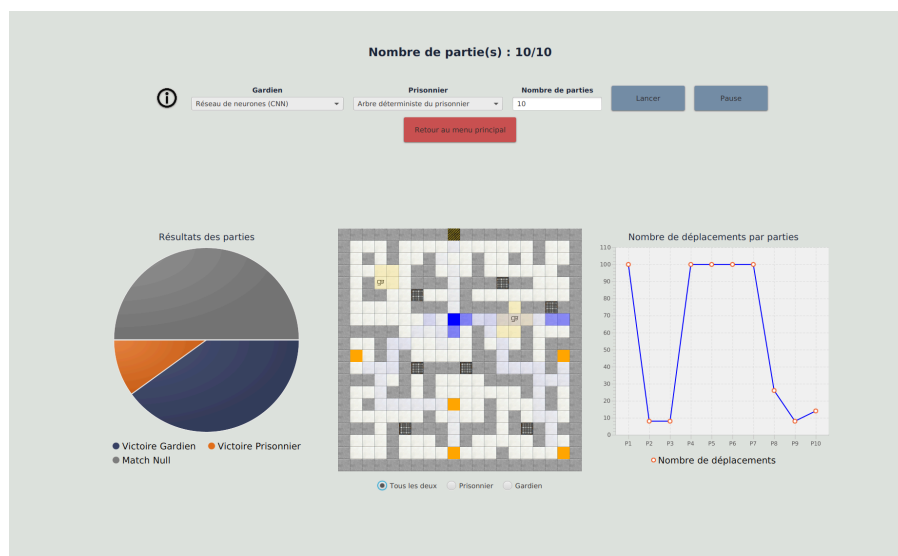 Nombre de partie(s) : 10/10
Gardien Prisonnier Nombre de parties
Réseau de neurones (CNN) Arbre déterministe du prisonnier 10 Lancer Pause
Retour au menu principal
Résultats des parties
Victoire Gardien Victoire Prisonnier
Match Null
Tous les deux Prisonnier Gardien
Nombre de déplacements par parties
110
100
90
80
70
60
50
40
30
20
10
0
P1 P2 P3 P4 P5 P6 P7 P8 P9 P10
Nombre de déplacements